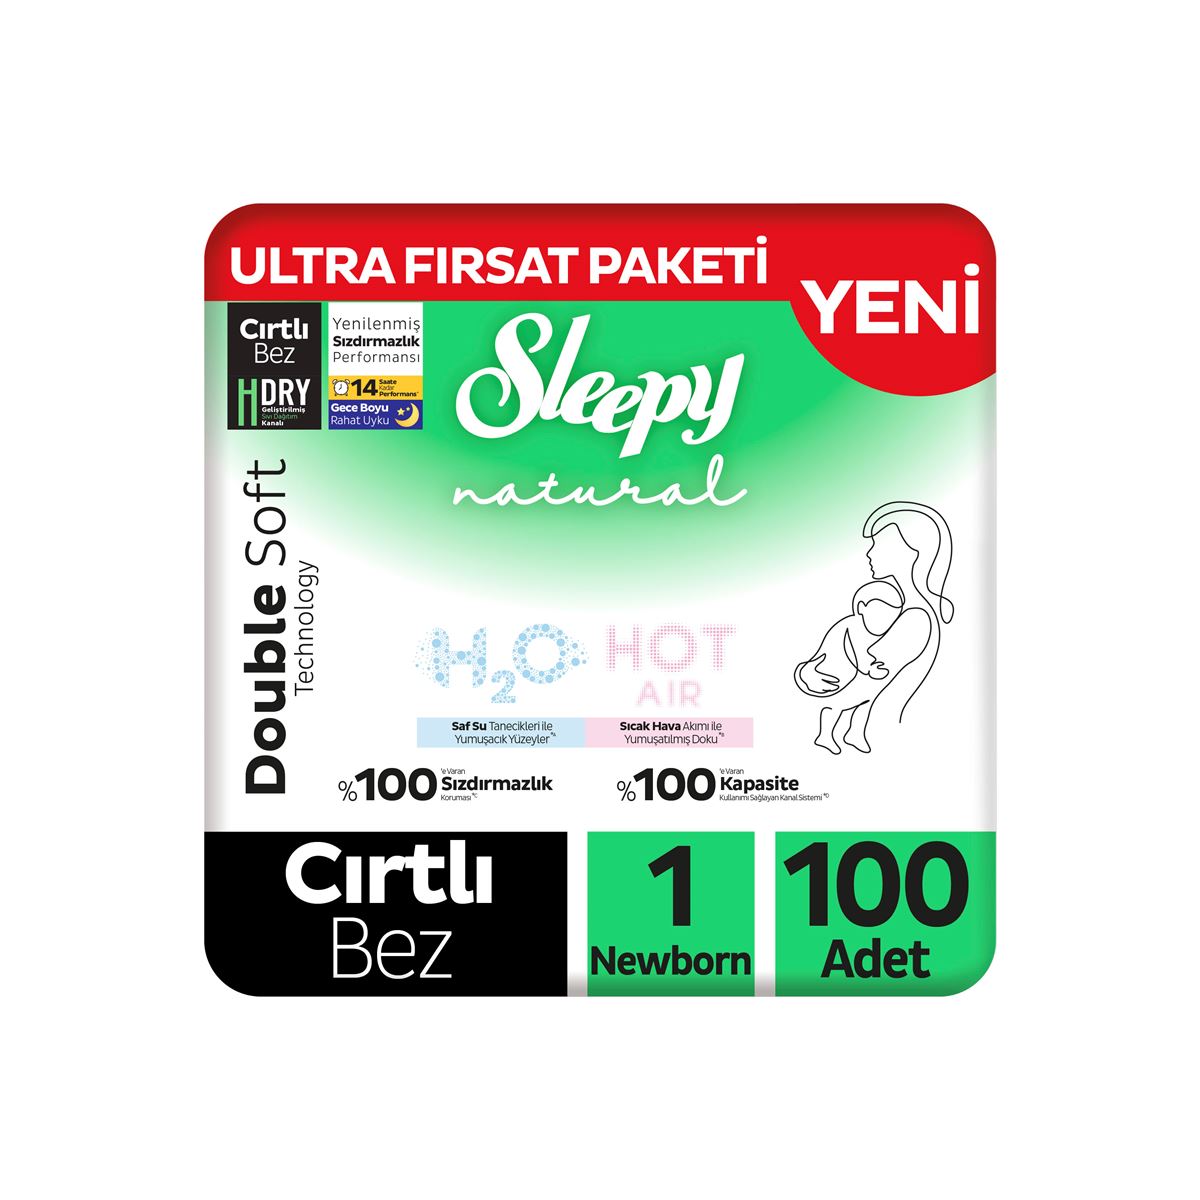 ULTRA FIRSAT PAKETİ
YENİ
Cırtlı
Bez
HDRY
Geliştirilmiş
Sıvı Dağıtım
Kanalı
Yenilenmiş
Sızdırmazlık
Performansı
14 Saate
Kadar
Performans*
Gece Boyu
Rahat Uyku
Sleepy
natural
Double Soft
Technology
H2O
HOT
AIR
Saf Su Tanecikleri ile
Yumuşacık Yüzeyler*A
Sıcak Hava Akımı ile
Yumuşatılmış Doku*B
%100 'e Varan
Sızdırmazlık
Koruması*C
%100 'e Varan
Kapasite
Kullanımı Sağlayan Kanal Sistemi*D
Cırtlı
Bez
1
Newborn
100
Adet